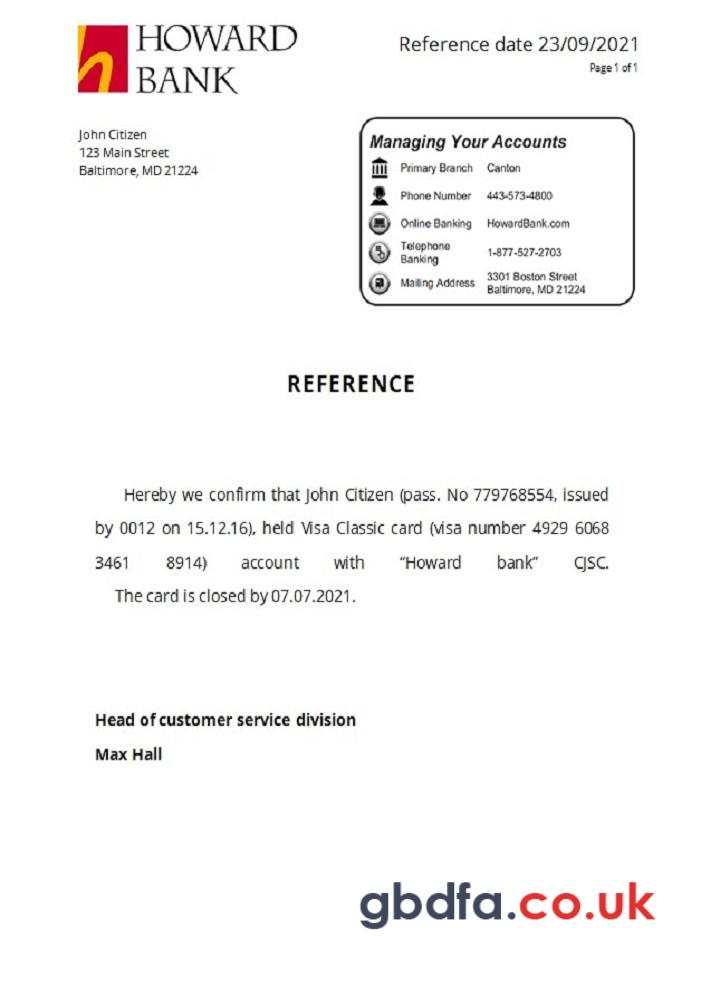 HOWARD
BANK
Reference date 23/09/2021
Page 1 of 1
John Citizen
123 Main Street
Baltimore, MD 21224
Managing Your Accounts
Primary Branch Canton
Phone Number 443-573-4800
Online Banking HowardBank.com
Telephone
Banking 1-877-527-2703
Mailing Address 3301 Boston Street
Baltimore, MD 21224
REFERENCE
Hereby we confirm that John Citizen (pass. No 779768554, issued
by 0012 on 15.12.16), held Visa Classic card (visa number 4929 6068
3461 8914) account with “Howard bank” CJSC.
The card is closed by 07.07.2021.
Head of customer service division
Max Hall
gbdfa.co.uk